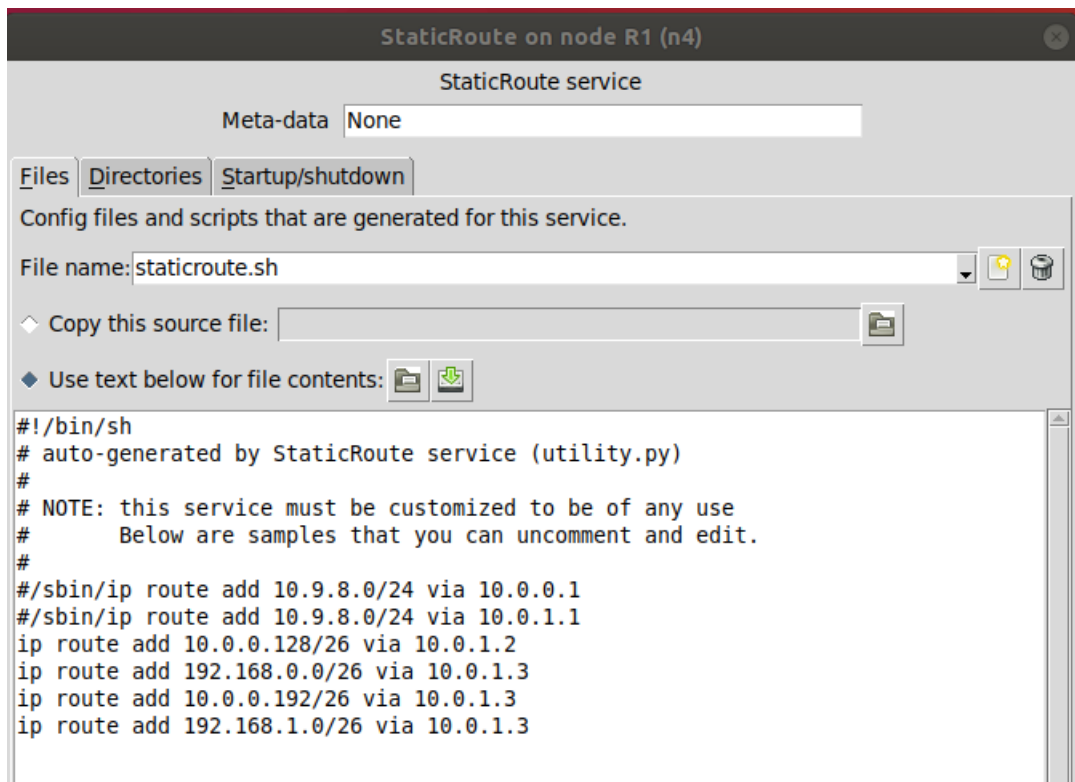 StaticRoute on node R1 (n4)
StaticRoute service
Meta-data None
Files Directories Startup/shutdown
Config files and scripts that are generated for this service.
File name: staticroute.sh
Copy this source file:
Use text below for file contents:
#!/bin/sh
# auto-generated by StaticRoute service (utility.py)
#
# NOTE: this service must be customized to be of any use
#       Below are samples that you can uncomment and edit.
#
#/sbin/ip route add 10.9.8.0/24 via 10.0.0.1
#/sbin/ip route add 10.9.8.0/24 via 10.0.1.1
ip route add 10.0.0.128/26 via 10.0.1.2
ip route add 192.168.0.0/26 via 10.0.1.3
ip route add 10.0.0.192/26 via 10.0.1.3
ip route add 192.168.1.0/26 via 10.0.1.3